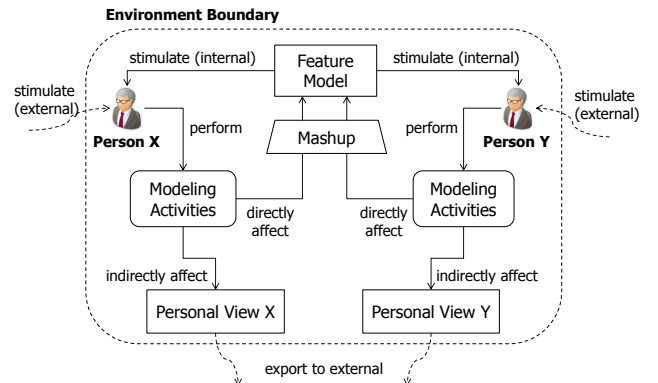 Environment Boundary
stimulate (internal)
Feature
Model
stimulate (internal)
stimulate
(external)
stimulate
(external)
Person X
perform
Mashup
perform
Person Y
Modeling
Activities
directly
affect
directly
affect
Modeling
Activities
indirectly affect
indirectly affect
Personal View X
Personal View Y
export to external